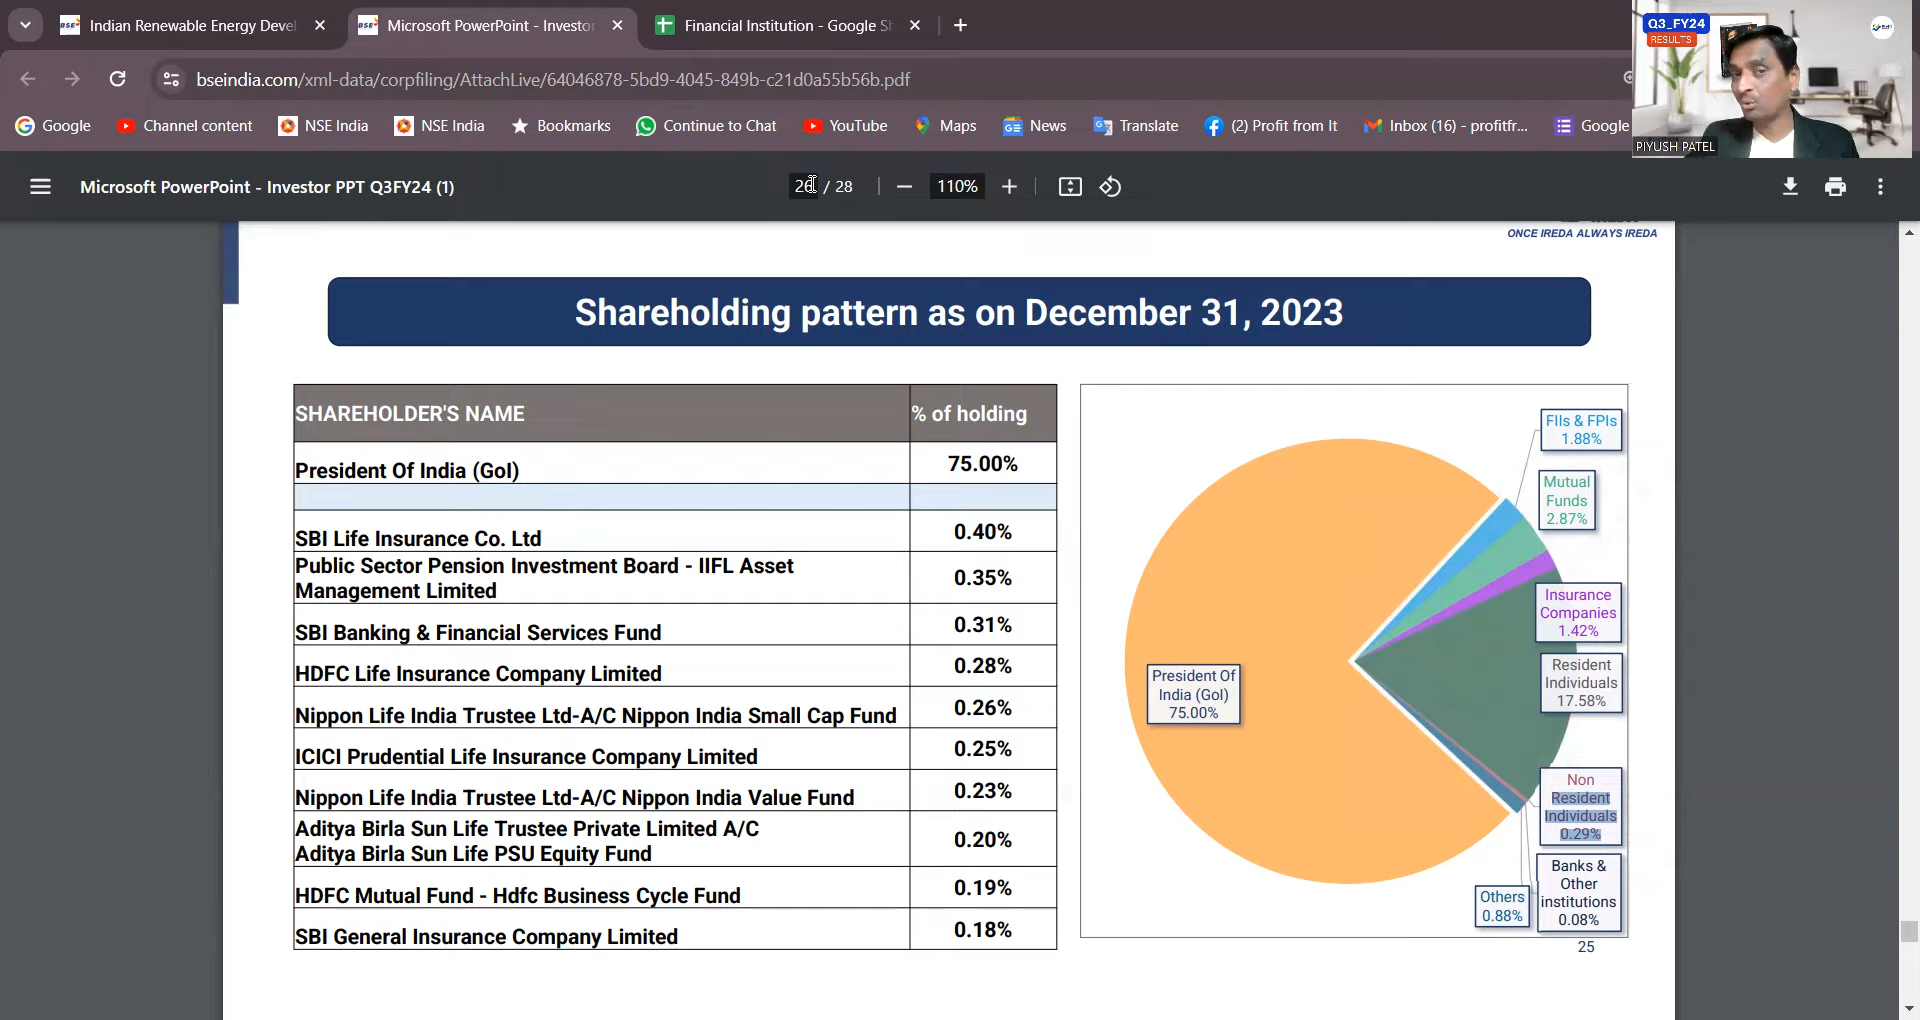 Indian Renewable Energy Devel
Microsoft PowerPoint - Investor
Financial Institution - Google Sh
bseindia.com/xml-data/corpfiling/AttachLive/64046878-5bd9-4045-849b-c21d0a55b56b.pdf
Q3_FY24
RESULTS
PIYUSH PATEL
Google
Channel content
NSE India
NSE India
Bookmarks
Continue to Chat
YouTube
Maps
News
Translate
(2) Profit from It
Inbox (16) - profitfr...
Google
Microsoft PowerPoint - Investor PPT Q3FY24 (1)
26 / 28
110%
ONCE IREDA ALWAYS IREDA
Shareholding pattern as on December 31, 2023
SHAREHOLDER'S NAME % of holding
President Of India (GoI) 75.00%
SBI Life Insurance Co. Ltd 0.40%
Public Sector Pension Investment Board - IIFL Asset
Management Limited 0.35%
SBI Banking & Financial Services Fund 0.31%
HDFC Life Insurance Company Limited 0.28%
Nippon Life India Trustee Ltd-A/C Nippon India Small Cap Fund 0.26%
ICICI Prudential Life Insurance Company Limited 0.25%
Nippon Life India Trustee Ltd-A/C Nippon India Value Fund 0.23%
Aditya Birla Sun Life Trustee Private Limited A/C
Aditya Birla Sun Life PSU Equity Fund 0.20%
HDFC Mutual Fund - Hdfc Business Cycle Fund 0.19%
SBI General Insurance Company Limited 0.18%
FIIs & FPIs
1.88%
Mutual
Funds
2.87%
Insurance
Companies
1.42%
Resident
Individuals
17.58%
President Of
India (GoI)
75.00%
Non
Resident
Individuals
0.29%
Banks &
Other
institutions
0.08%
Others
0.88%
25